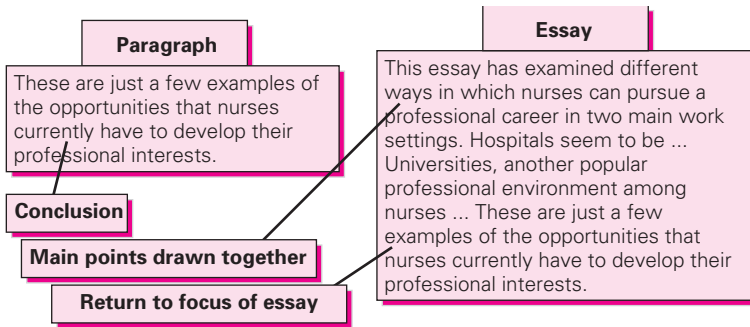 Paragraph
These are just a few examples of
the opportunities that nurses
currently have to develop their
professional interests.
Conclusion
Main points drawn together
Return to focus of essay
Essay
This essay has examined different
ways in which nurses can pursue a
professional career in two main work
settings. Hospitals seem to be ...
Universities, another popular
professional environment among
nurses ... These are just a few
examples of the opportunities that
nurses currently have to develop their
professional interests.